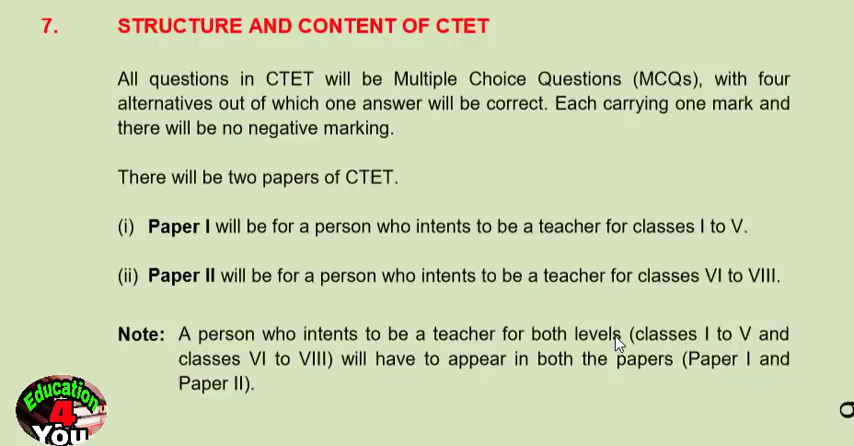 7. STRUCTURE AND CONTENT OF CTET
All questions in CTET will be Multiple Choice Questions (MCQs), with four
alternatives out of which one answer will be correct. Each carrying one mark and
there will be no negative marking.
There will be two papers of CTET.
(i) Paper I will be for a person who intents to be a teacher for classes I to V.
(ii) Paper II will be for a person who intents to be a teacher for classes VI to VIII.
Note: A person who intents to be a teacher for both levels (classes I to V and
classes VI to VIII) will have to appear in both the papers (Paper I and
Paper II).
Education
4
You